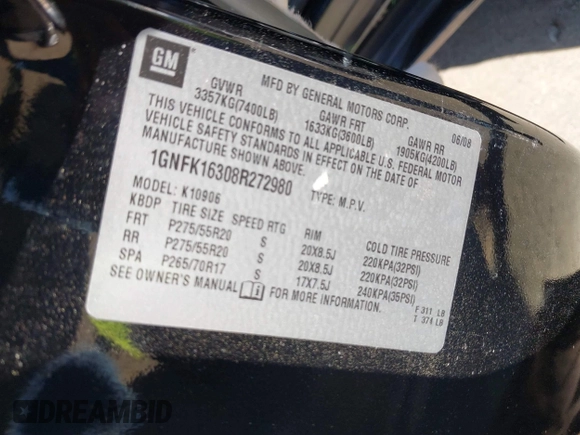 GM
MFD BY GENERAL MOTORS CORP. 06/08
GVWR GAWR FRT GAWR RR
3357KG(7400LB) 1633KG(3600LB) 1905KG(4200LB)
THIS VEHICLE CONFORMS TO ALL APPLICABLE U.S. FEDERAL MOTOR
VEHICLE SAFETY STANDARDS IN EFFECT ON THE DATE OF
MANUFACTURE SHOWN ABOVE.
1GNFK16308R272980 TYPE: M.P.V.
MODEL: K10906
KBDP TIRE SIZE SPEED RTG RIM COLD TIRE PRESSURE
FRT P275/55R20 S 20X8.5J 220KPA(32PSI)
RR P275/55R20 S 20X8.5J 220KPA(32PSI)
SPA P265/70R17 S 17X7.5J 240KPA(35PSI)
SEE OWNER'S MANUAL FOR MORE INFORMATION.
F 311 LB
T 374 LB
DREAMBID